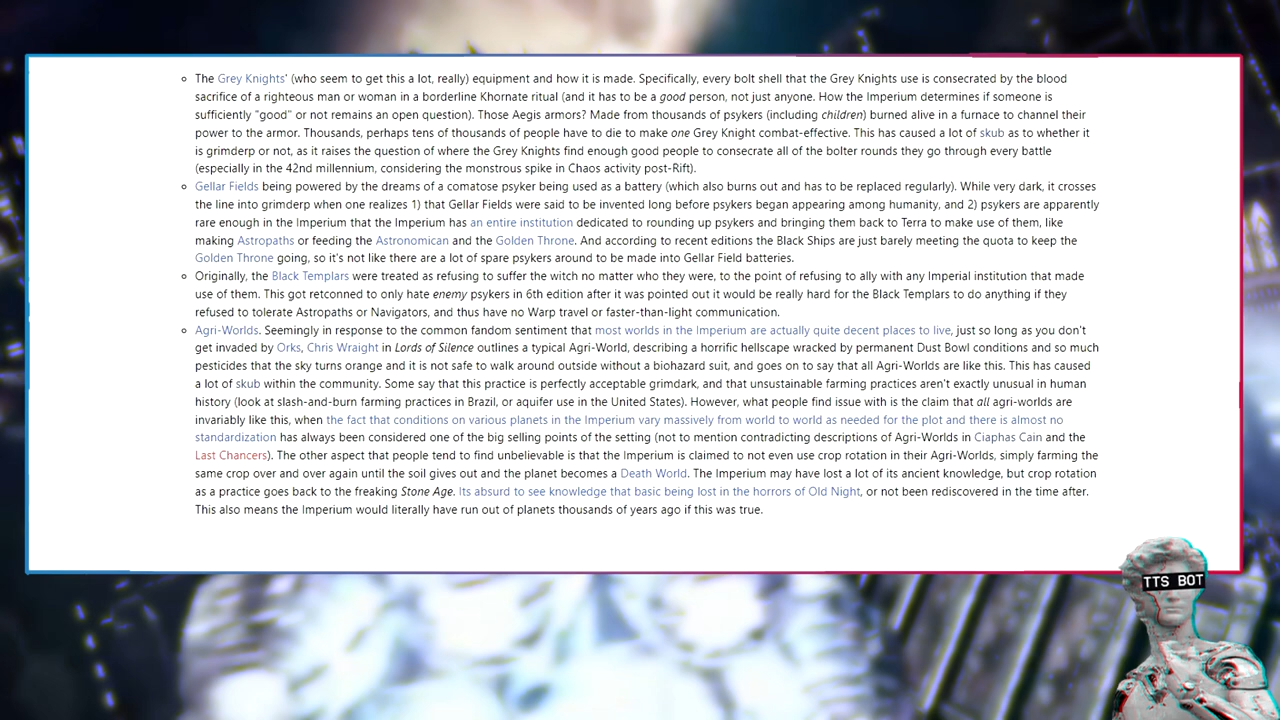 The Grey Knights' (who seem to get this a lot, really) equipment and how it is made. Specifically, every bolt shell that the Grey Knights use is consecrated by the blood
sacrifice of a righteous man or woman in a borderline Khornate ritual (and it has to be a good person, not just anyone. How the Imperium determines if someone is
sufficiently "good" or not remains an open question). Those Aegis armors? Made from thousands of psykers (including children) burned alive in a furnace to channel their
power to the armor. Thousands, perhaps tens of thousands of people have to die to make one Grey Knight combat-effective. This has caused a lot of skub as to whether it
is grimderp or not, as it raises the question of where the Grey Knights find enough good people to consecrate all of the bolter rounds they go through every battle
(especially in the 42nd millennium, considering the monstrous spike in Chaos activity post-Rift).
Gellar Fields being powered by the dreams of a comatose psyker being used as a battery (which also burns out and has to be replaced regularly). While very dark, it crosses
the line into grimderp when one realizes 1) that Gellar Fields were said to be invented long before psykers began appearing among humanity, and 2) psykers are apparently
rare enough in the Imperium that the Imperium has an entire institution dedicated to rounding up psykers and bringing them back to Terra to make use of them, like
making Astropaths or feeding the Astronomican and the Golden Throne. And according to recent editions the Black Ships are just barely meeting the quota to keep the
Golden Throne going, so it's not like there are a lot of spare psykers around to be made into Gellar Field batteries.
Originally, the Black Templars were treated as refusing to suffer the witch no matter who they were, to the point of refusing to ally with any Imperial institution that made
use of them. This got retconned to only hate enemy psykers in 6th edition after it was pointed out it would be really hard for the Black Templars to do anything if they
refused to tolerate Astropaths or Navigators, and thus have no Warp travel or faster-than-light communication.
Agri-Worlds. Seemingly in response to the common fandom sentiment that most worlds in the Imperium are actually quite decent places to live, just so long as you don't
get invaded by Orks, Chris Wraight in Lords of Silence outlines a typical Agri-World, describing a horrific hellscape wracked by permanent Dust Bowl conditions and so much
pesticides that the sky turns orange and it is not safe to walk around outside without a biohazard suit, and goes on to say that all Agri-Worlds are like this. This has caused
a lot of skub within the community. Some say that this practice is perfectly acceptable grimdark, and that unsustainable farming practices aren't exactly unusual in human
history (look at slash-and-burn farming practices in Brazil, or aquifer use in the United States). However, what people find issue with is the claim that all agri-worlds are
invariably like this, when the fact that conditions on various planets in the Imperium vary massively from world to world as needed for the plot and there is almost no
standardization has always been considered one of the big selling points of the setting (not to mention contradicting descriptions of Agri-Worlds in Ciaphas Cain and the
Last Chancers). The other aspect that people tend to find unbelievable is that the Imperium is claimed to not even use crop rotation in their Agri-Worlds, simply farming the
same crop over and over again until the soil gives out and the planet becomes a Death World. The Imperium may have lost a lot of its ancient knowledge, but crop rotation
as a practice goes back to the freaking Stone Age. Its absurd to see knowledge that basic being lost in the horrors of Old Night, or not been rediscovered in the time after.
This also means the Imperium would literally have run out of planets thousands of years ago if this was true.
TTS BOT